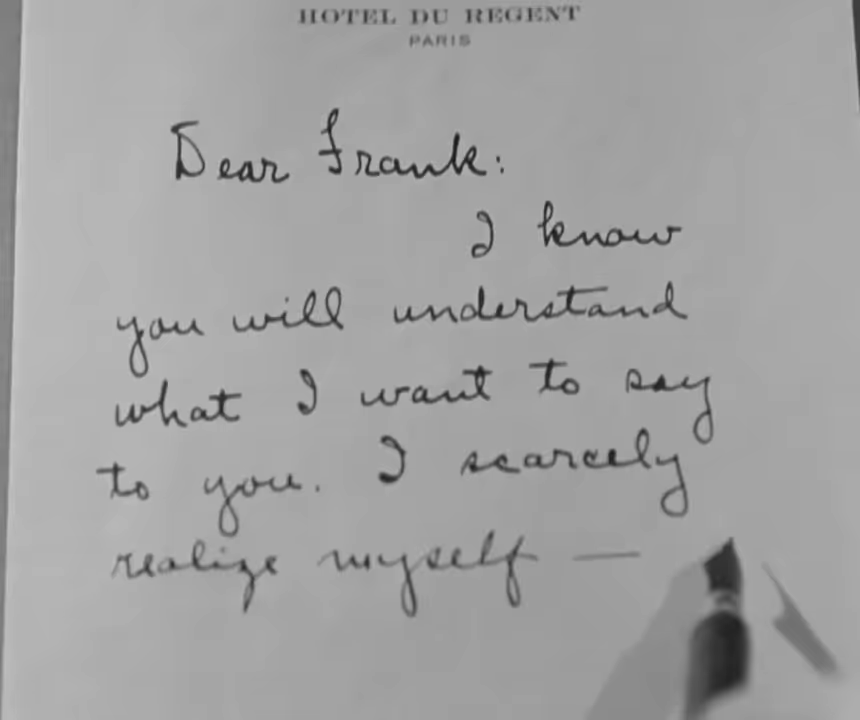 HOTEL DU REGENT
PARIS
Dear Frank:
I know
you will understand
what I want to say
to you. I scarcely
realize myself —